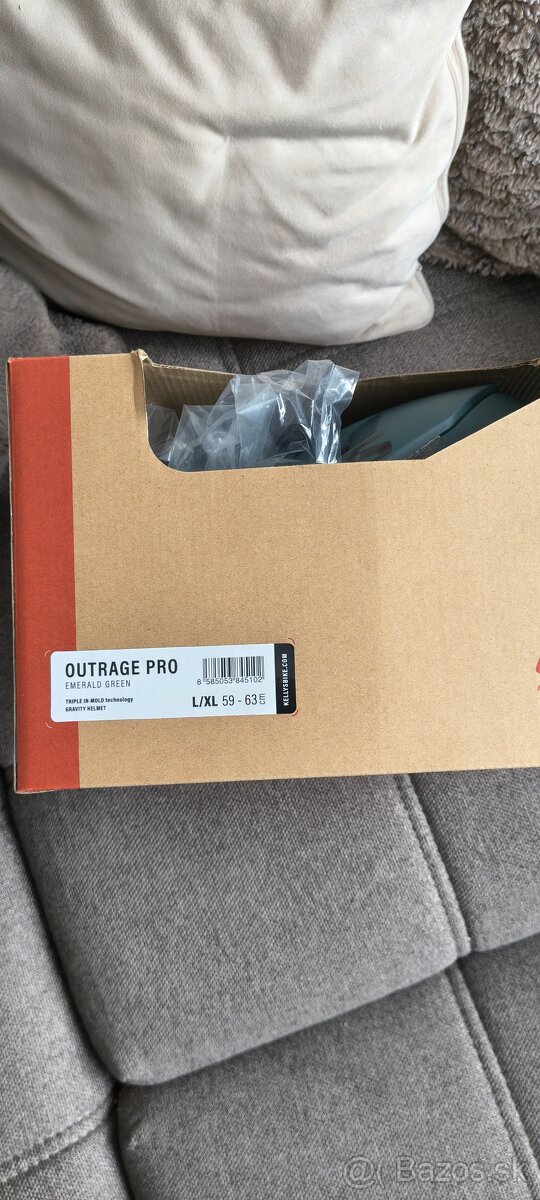 OUTRAGE PRO
EMERALD GREEN
TRIPLE IN-MOLD technology
GRAVITY HELMET
8 585053 845102
L/XL 59 - 63 cm
KELLYSBIKE.COM
@ Bazos.sk